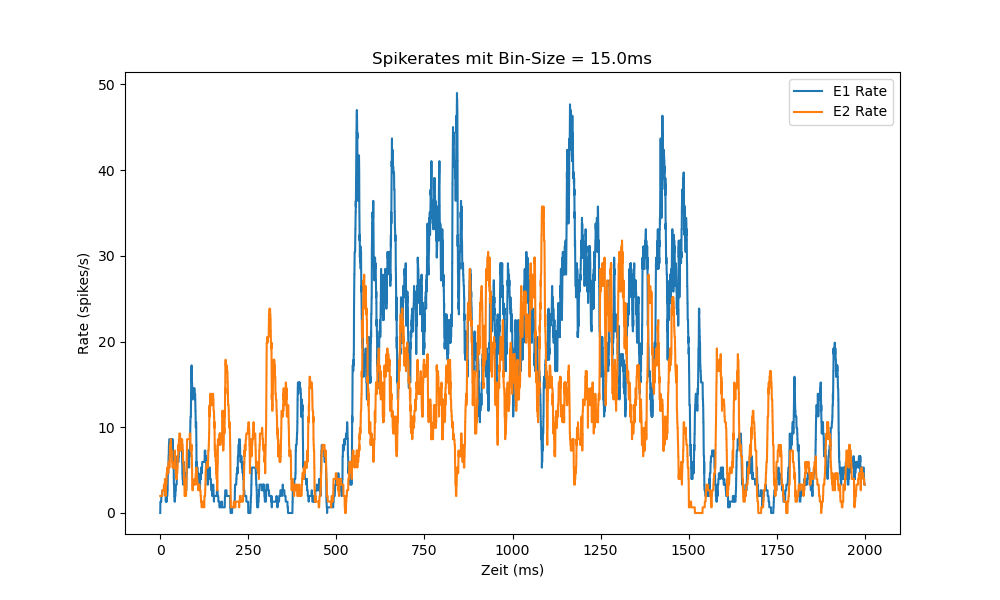 Spikerates mit Bin-Size = 15.0ms
E1 Rate
E2 Rate
Rate (spikes/s)
50
40
30
20
10
0
0 250 500 750 1000 1250 1500 1750 2000
Zeit (ms)